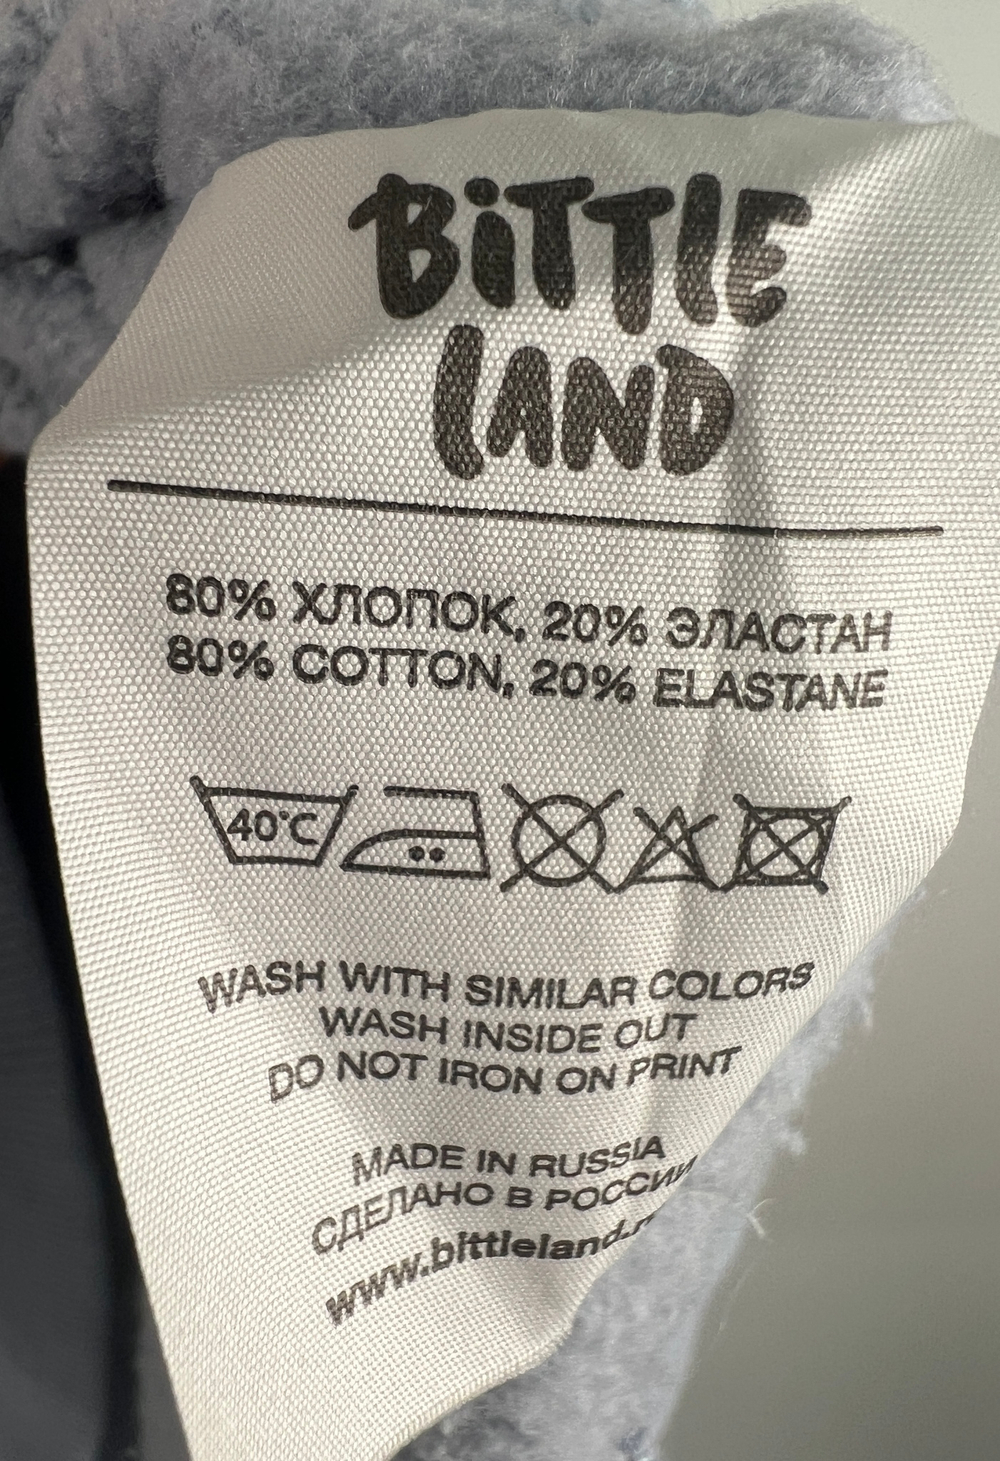 BiTTLE
LAND
80% ХЛОПОК, 20% ЭЛАСТАН
80% COTTON, 20% ELASTANE
40°C
WASH WITH SIMILAR COLORS
WASH INSIDE OUT
DO NOT IRON ON PRINT
MADE IN RUSSIA
СДЕЛАНО В РОССИИ
www.bittleland.r